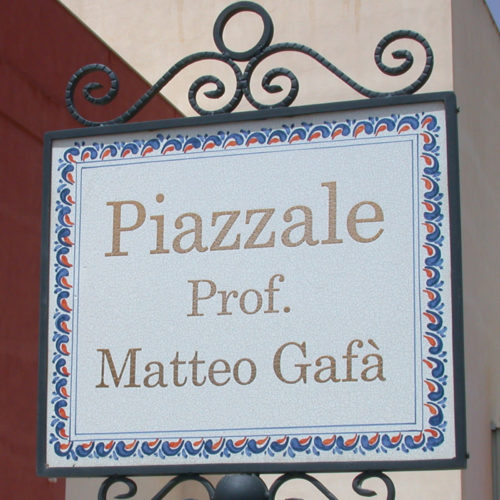 Piazzale
Prof.
Matteo Gafà